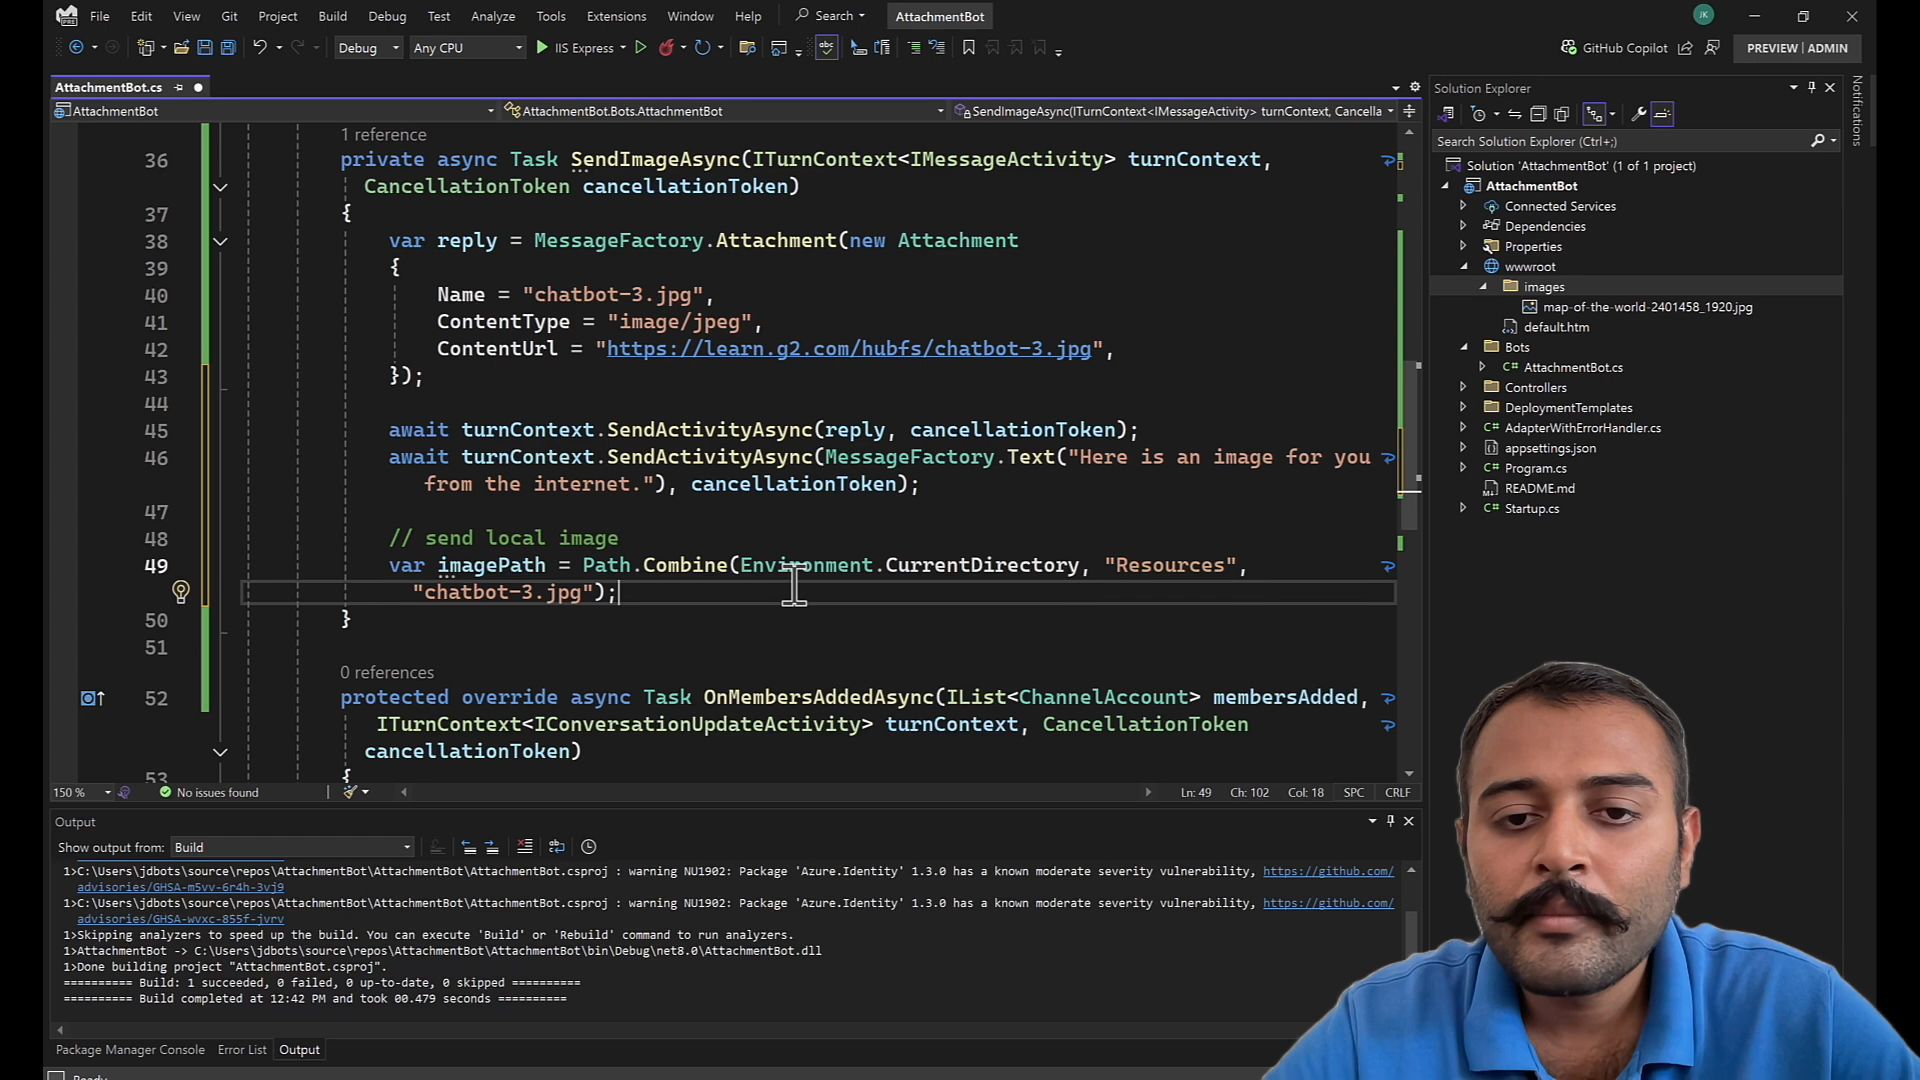 File Edit View Git Project Build Debug Test Analyze Tools Extensions Window Help Search AttachmentBot JK
Debug Any CPU IIS Express GitHub Copilot PREVIEW | ADMIN
AttachmentBot.cs
AttachmentBot AttachmentBot.Bots.AttachmentBot SendImageAsync(ITurnContext<IMessageActivity> turnContext, Cancella
1 reference
36 private async Task SendImageAsync(ITurnContext<IMessageActivity> turnContext,
CancellationToken cancellationToken)
37 {
38 var reply = MessageFactory.Attachment(new Attachment
39 {
40 Name = "chatbot-3.jpg",
41 ContentType = "image/jpeg",
42 ContentUrl = "https://learn.g2.com/hubfs/chatbot-3.jpg",
43 });
44
45 await turnContext.SendActivityAsync(reply, cancellationToken);
46 await turnContext.SendActivityAsync(MessageFactory.Text("Here is an image for you
from the internet."), cancellationToken);
47
48 // send local image
49 var imagePath = Path.Combine(Environment.CurrentDirectory, "Resources",
"chatbot-3.jpg");
50 }
51
0 references
52 protected override async Task OnMembersAddedAsync(IList<ChannelAccount> membersAdded,
ITurnContext<IConversationUpdateActivity> turnContext, CancellationToken
cancellationToken)
53 {
150 % No issues found Ln: 49 Ch: 102 Col: 18 SPC CRLF
Output
Show output from: Build
1>C:\Users\jdbots\source\repos\AttachmentBot\AttachmentBot\AttachmentBot.csproj : warning NU1902: Package 'Azure.Identity' 1.3.0 has a known moderate severity vulnerability, https://github.com/
advisories/GHSA-m5vv-6r4h-3vj9
1>C:\Users\jdbots\source\repos\AttachmentBot\AttachmentBot\AttachmentBot.csproj : warning NU1902: Package 'Azure.Identity' 1.3.0 has a known moderate severity vulnerability, https://github.com/
advisories/GHSA-wvxc-855f-jvrv
1>Skipping analyzers to speed up the build. You can execute 'Build' or 'Rebuild' command to run analyzers.
1>AttachmentBot -> C:\Users\jdbots\source\repos\AttachmentBot\AttachmentBot\bin\Debug\net8.0\AttachmentBot.dll
1>Done building project "AttachmentBot.csproj".
========== Build: 1 succeeded, 0 failed, 0 up-to-date, 0 skipped ==========
========== Build completed at 12:42 PM and took 00.479 seconds ==========
Package Manager Console Error List Output
Ready
Solution Explorer
Search Solution Explorer (Ctrl+;)
Solution 'AttachmentBot' (1 of 1 project)
AttachmentBot
Connected Services
Dependencies
Properties
wwwroot
images
map-of-the-world-2401458_1920.jpg
default.htm
Bots
C# AttachmentBot.cs
Controllers
DeploymentTemplates
C# AdapterWithErrorHandler.cs
appsettings.json
C# Program.cs
README.md
C# Startup.cs
Notifications